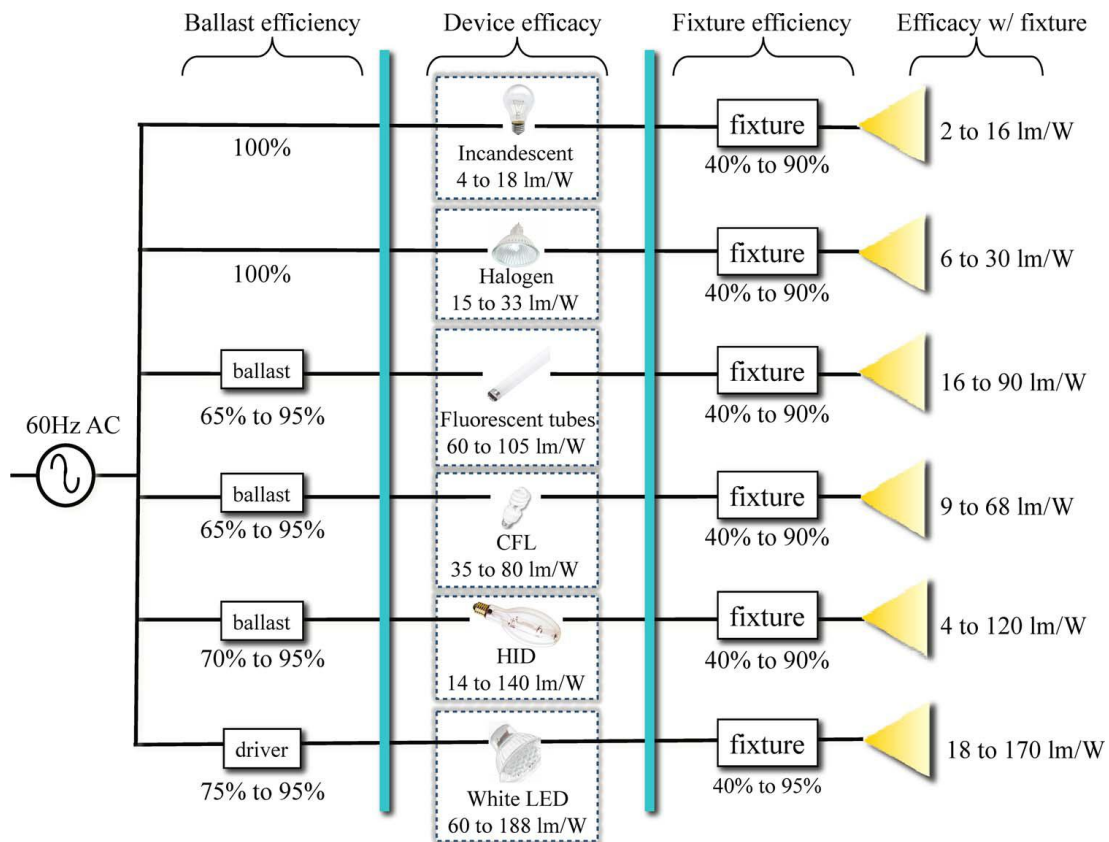 Ballast efficiency
Device efficacy
Fixture efficiency
Efficacy w/ fixture
100%
Incandescent
4 to 18 lm/W
fixture
40% to 90%
2 to 16 lm/W
100%
Halogen
15 to 33 lm/W
fixture
40% to 90%
6 to 30 lm/W
ballast
65% to 95%
Fluorescent tubes
60 to 105 lm/W
fixture
40% to 90%
16 to 90 lm/W
60Hz AC
ballast
65% to 95%
CFL
35 to 80 lm/W
fixture
40% to 90%
9 to 68 lm/W
ballast
70% to 95%
HID
14 to 140 lm/W
fixture
40% to 90%
4 to 120 lm/W
driver
75% to 95%
White LED
60 to 188 lm/W
fixture
40% to 95%
18 to 170 lm/W